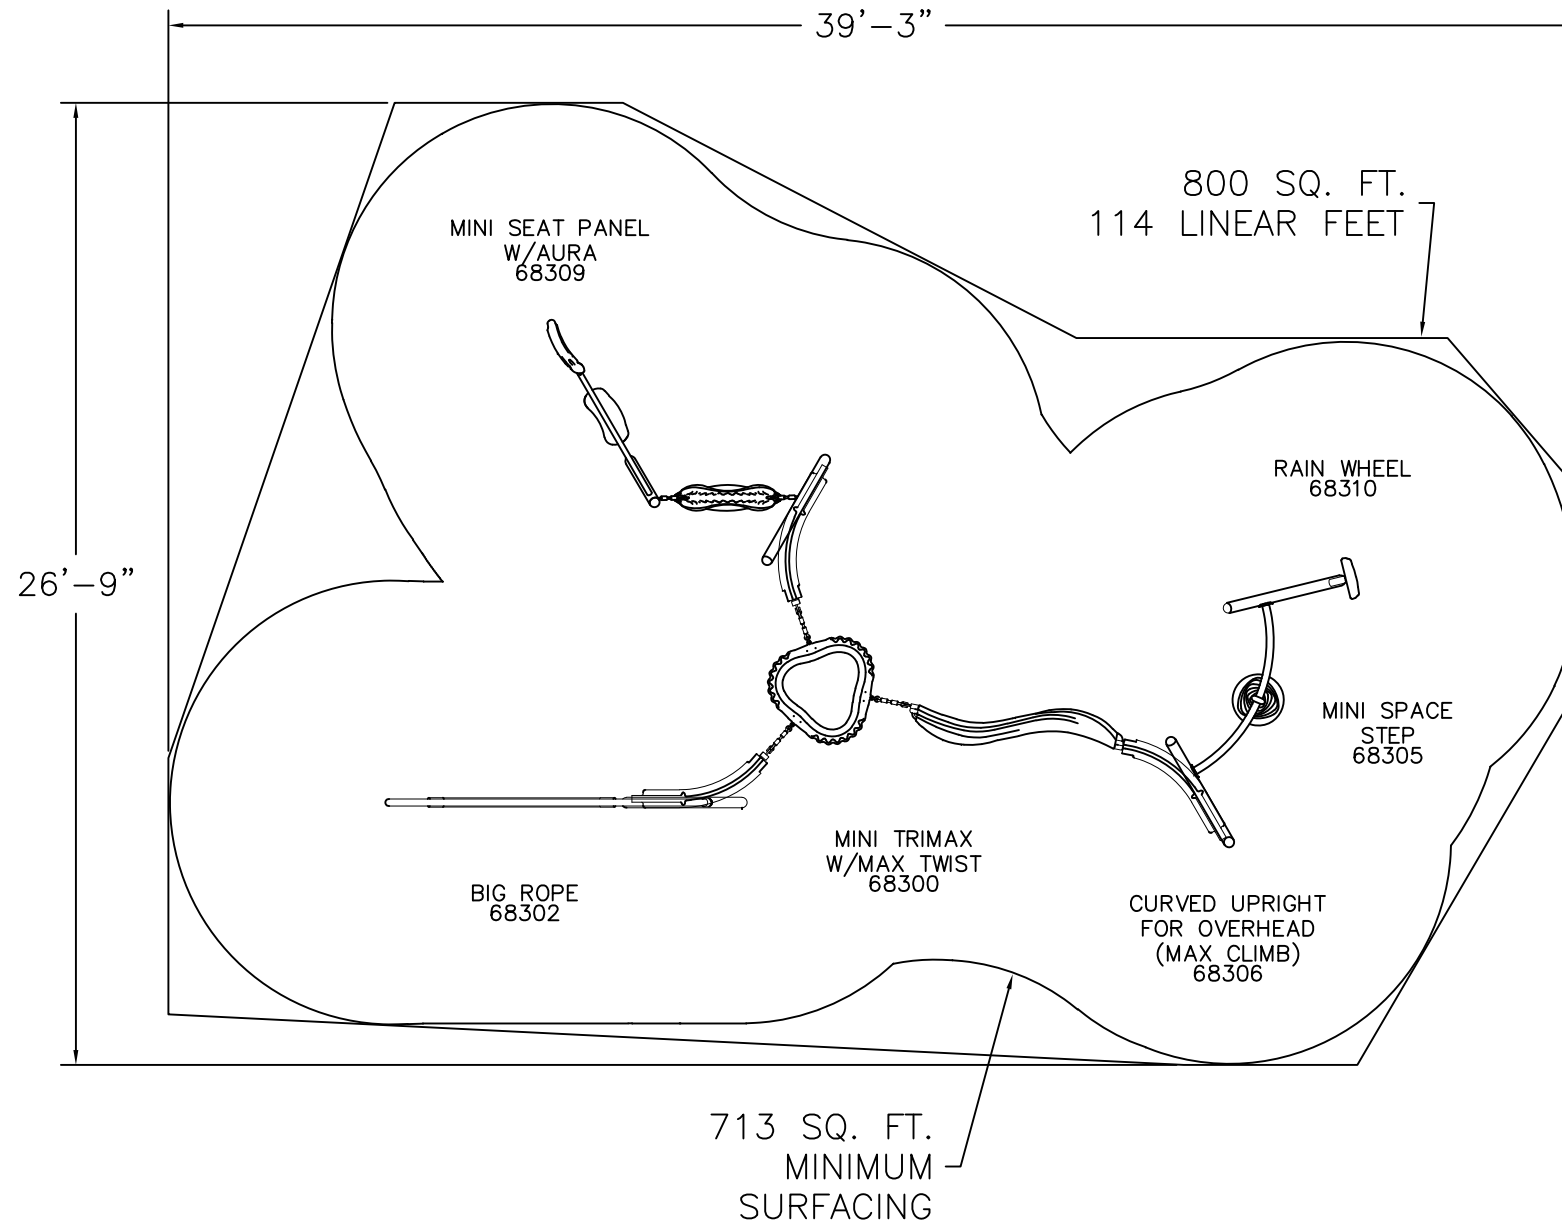 39'-3"
800 SQ. FT.
114 LINEAR FEET
MINI SEAT PANEL
W/AURA
68309
RAIN WHEEL
68310
26'-9"
MINI SPACE
STEP
68305
MINI TRIMAX
W/MAX TWIST
68300
BIG ROPE
68302
CURVED UPRIGHT
FOR OVERHEAD
(MAX CLIMB)
68306
713 SQ. FT.
MINIMUM
SURFACING